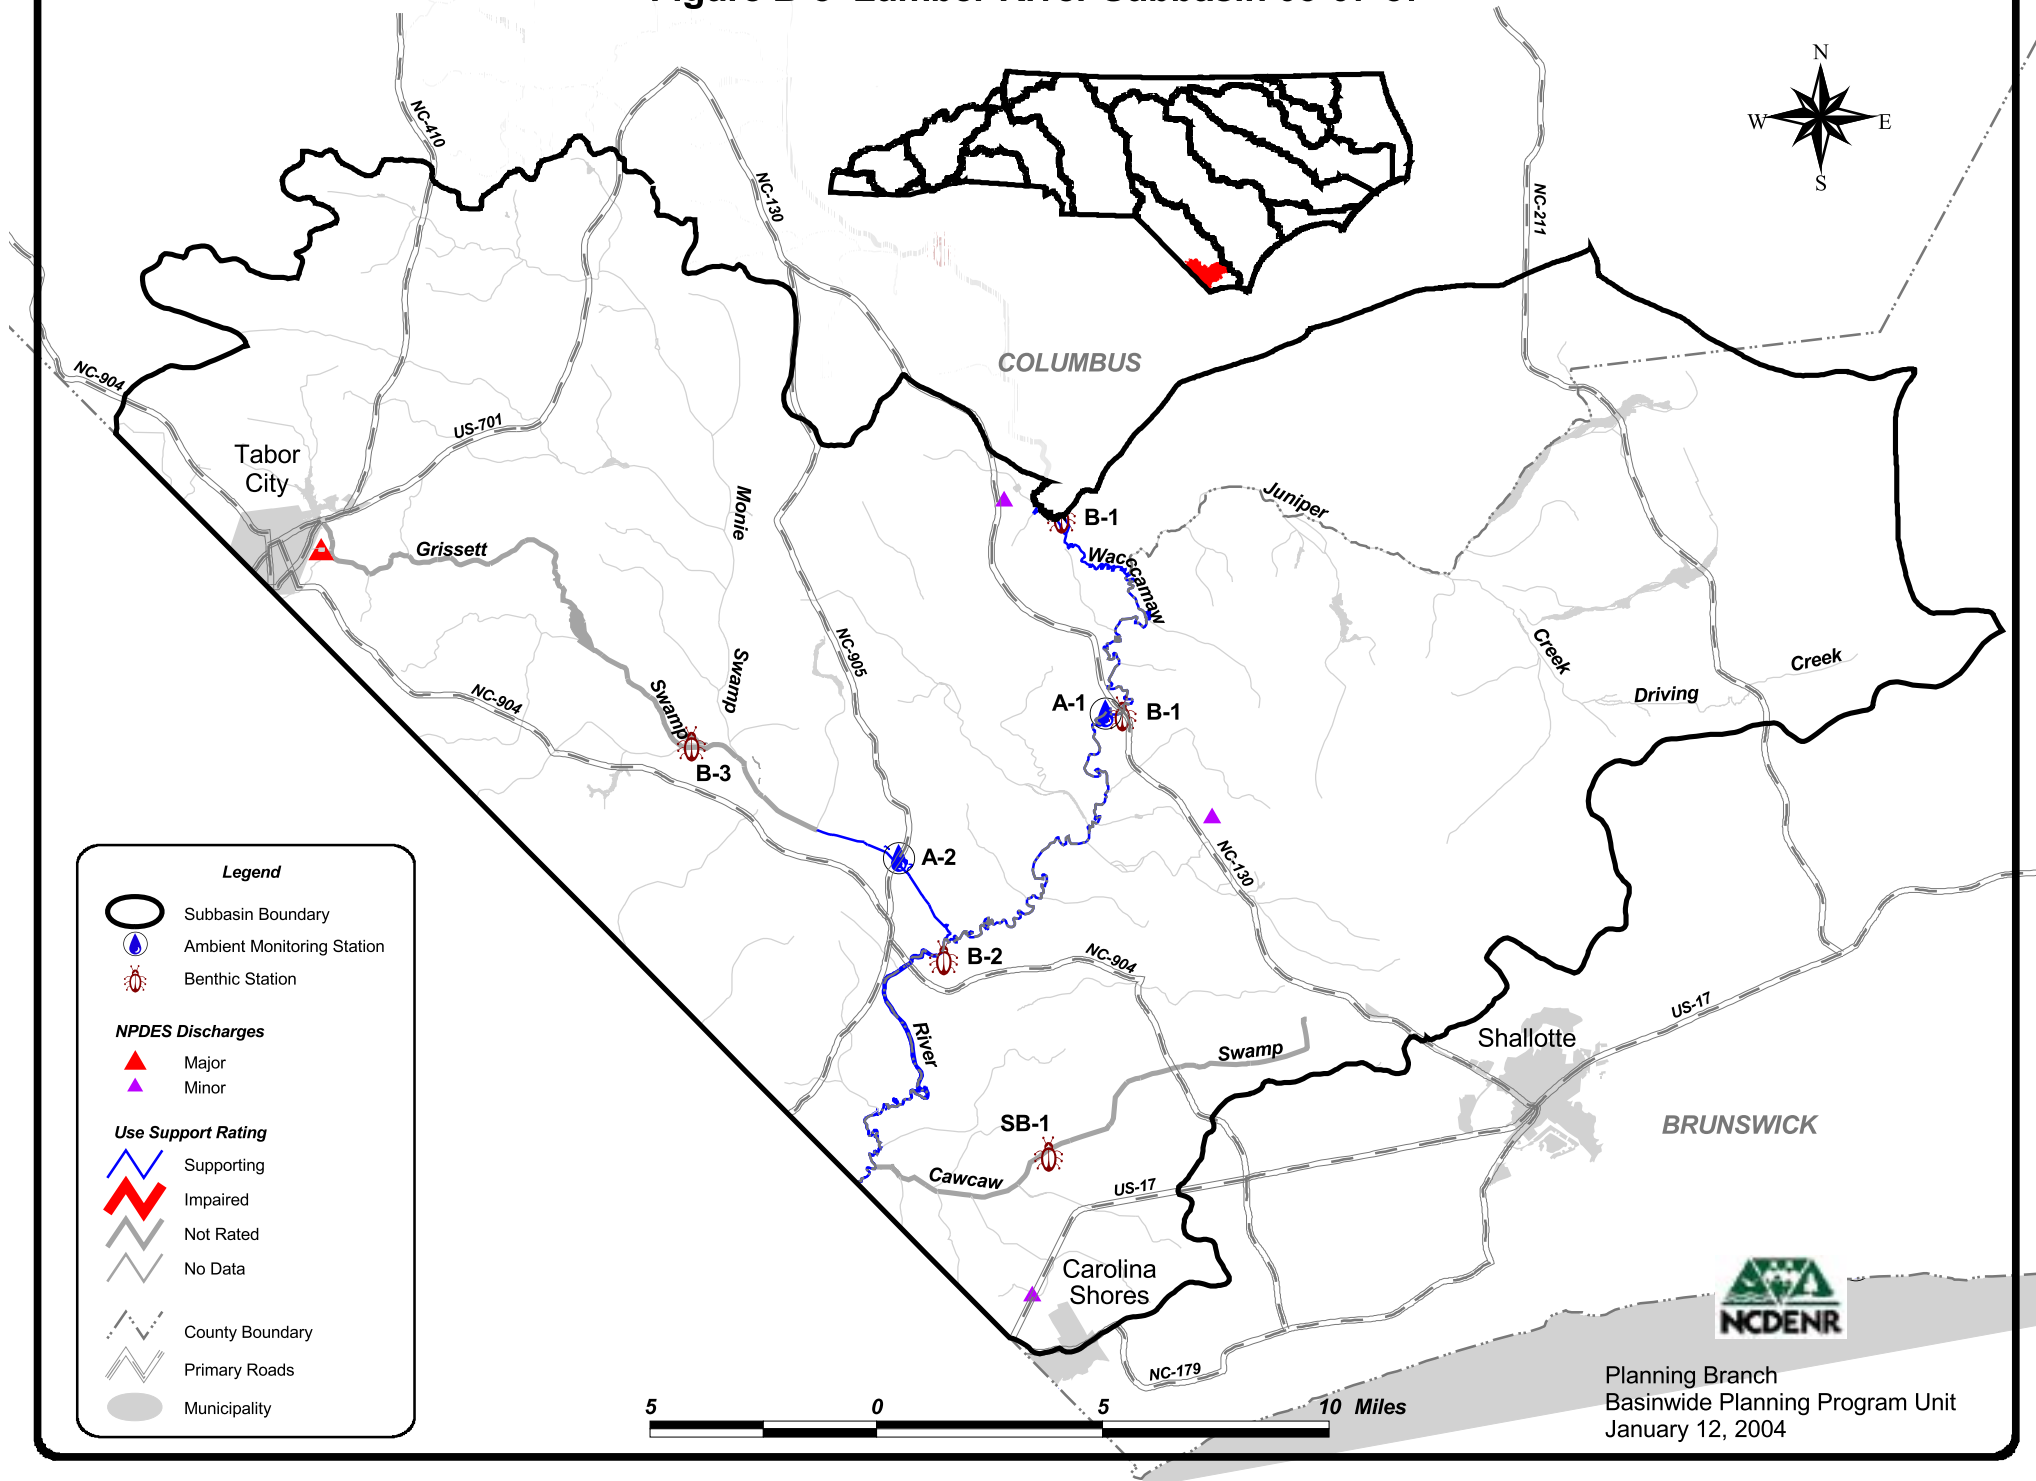 N
W E
S
NC-410
NC-130
NC-211
COLUMBUS
NC-904
US-701
Tabor
City
Monie
Juniper
B-1
Grissett
Wacccamaw
NC-905
Creek
Creek
Swamp
Swamp
Driving
NC-904
A-1
B-1
B-3
A-2
NC-130
B-2
NC-904
US-17
River
Swamp
Shallotte
SB-1
BRUNSWICK
Cawcaw
US-17
Carolina
Shores
NC-179
Legend
Subbasin Boundary
Ambient Monitoring Station
Benthic Station
NPDES Discharges
Major
Minor
Use Support Rating
Supporting
Impaired
Not Rated
No Data
County Boundary
Primary Roads
Municipality
5 0 5 10 Miles
NCDENR
Planning Branch
Basinwide Planning Program Unit
January 12, 2004